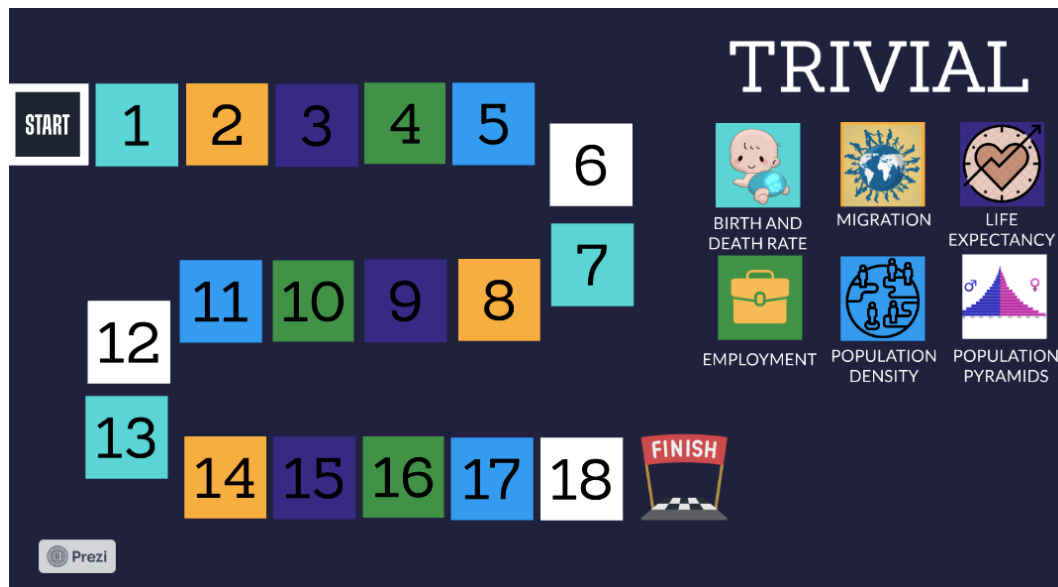 TRIVIAL
START
1
2
3
4
5
6
7
8
9
10
11
12
13
14
15
16
17
18
FINISH
BIRTH AND
DEATH RATE
MIGRATION
LIFE
EXPECTANCY
EMPLOYMENT
POPULATION
DENSITY
POPULATION
PYRAMIDS
Prezi